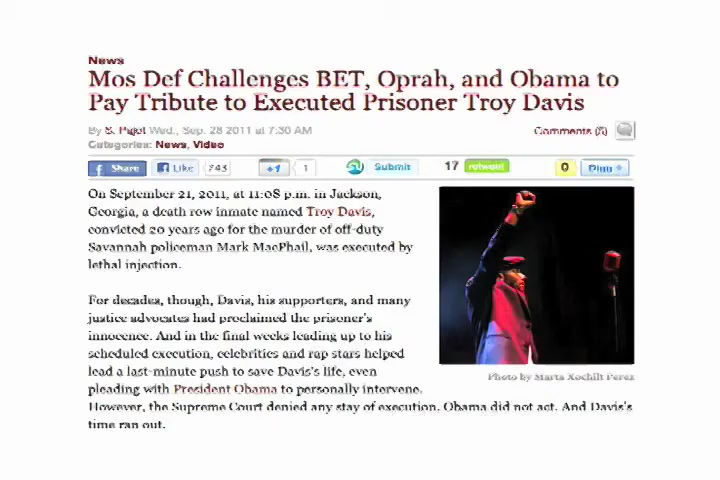 News
Mos Def Challenges BET, Oprah, and Obama to
Pay Tribute to Executed Prisoner Troy Davis
By S. Pajot Wed., Sep. 28 2011 at 7:30 AM
Comments (5)
Categories: News, Video
Share
Like
743
+1
1
Submit
17
retweet
0
Digg
On September 21, 2011, at 11:08 p.m. in Jackson,
Georgia, a death row inmate named Troy Davis,
convicted 20 years ago for the murder of off-duty
Savannah policeman Mark MacPhail, was executed by
lethal injection.
For decades, though, Davis, his supporters, and many
justice advocates had proclaimed the prisoner's
innocence. And in the final weeks leading up to his
scheduled execution, celebrities and rap stars helped
lead a last-minute push to save Davis's life, even
pleading with President Obama to personally intervene.
However, the Supreme Court denied any stay of execution. Obama did not act. And Davis's
time ran out.
Photo by Marta Xochilt Perez